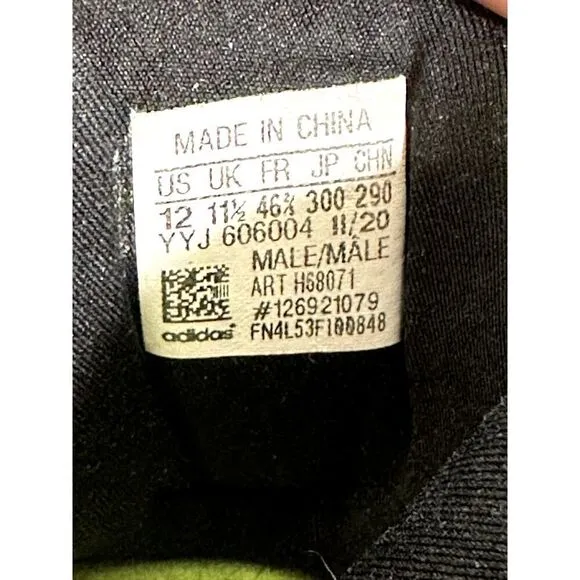 MADE IN CHINA
US UK FR JP CHN
12 11½ 46⅔ 300 290
YYJ 606004 11/20
MALE/MÂLE
ART H68071
#126921079
adidas FN4L53F100848